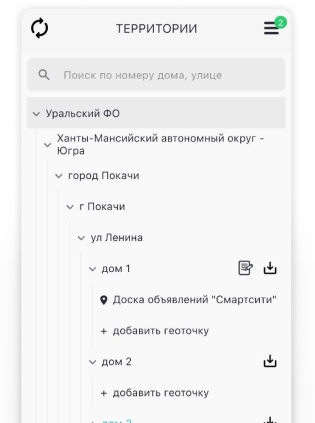 ТЕРРИТОРИИ
2
Поиск по номеру дома, улице
Уральский ФО
Ханты-Мансийский автономный округ -
Югра
город Покачи
г Покачи
ул Ленина
дом 1
Доска объявлений "Смартсити"
+ добавить геоточку
дом 2
+ добавить геоточку